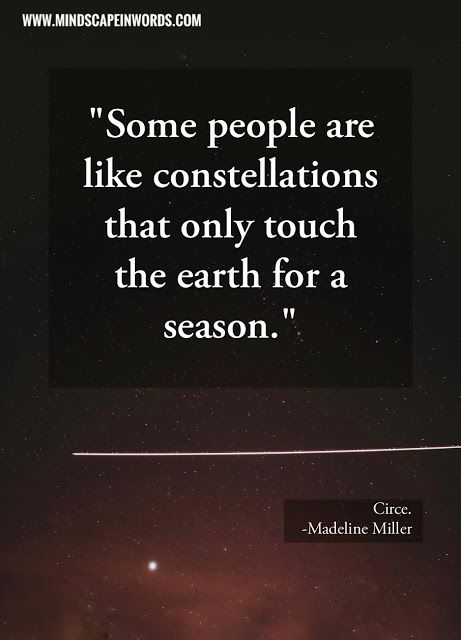 WWW.MINDSCAPEINWORDS.COM
"Some people are
like constellations
that only touch
the earth for a
season."
Circe.
-Madeline Miller